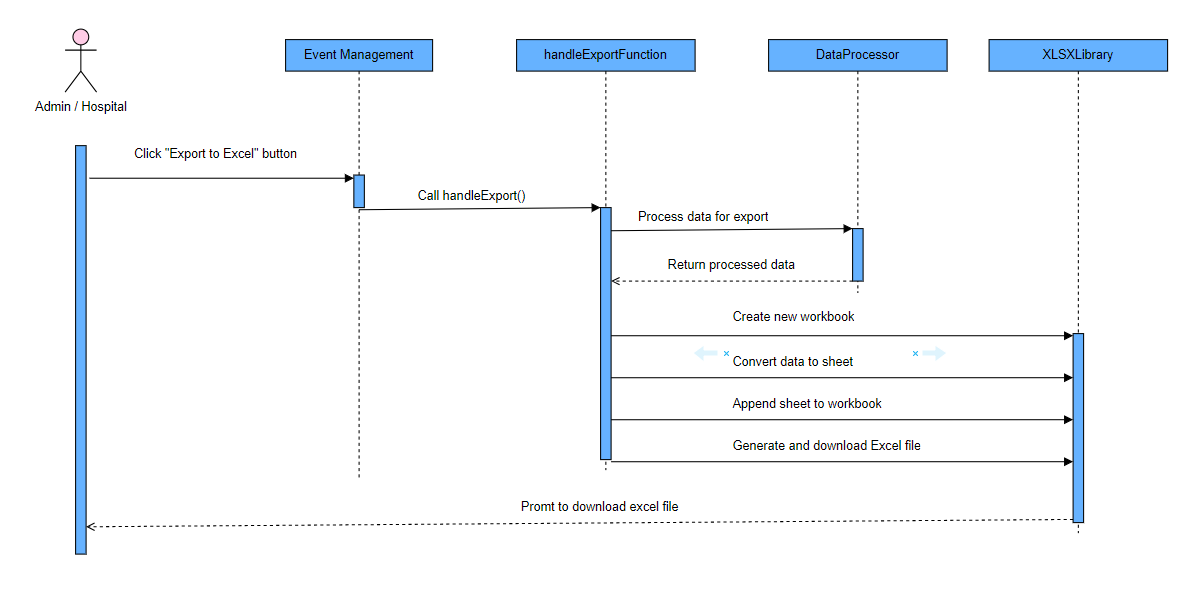 Event Management
handleExportFunction
DataProcessor
XLSXLibrary
Admin / Hospital
Click "Export to Excel" button
Call handleExport()
Process data for export
Return processed data
Create new workbook
Convert data to sheet
Append sheet to workbook
Generate and download Excel file
Promt to download excel file